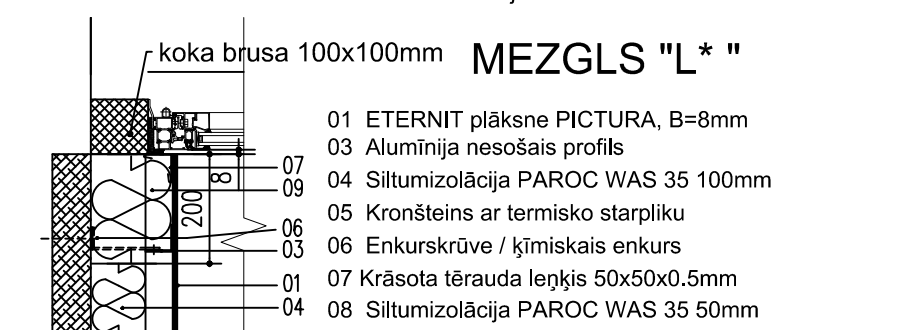 koka brusa 100x100mm
MEZGLS "L* "
01 ETERNIT plāksne PICTURA, B=8mm
03 Alumīnija nesošais profils
04 Siltumizolācija PAROC WAS 35 100mm
05 Kronšteins ar termisko starpliku
06 Enkurskrūve / ķīmiskais enkurs
07 Krāsota tērauda leņķis 50x50x0.5mm
08 Siltumizolācija PAROC WAS 35 50mm
07
09
06
03
01
04
8
200